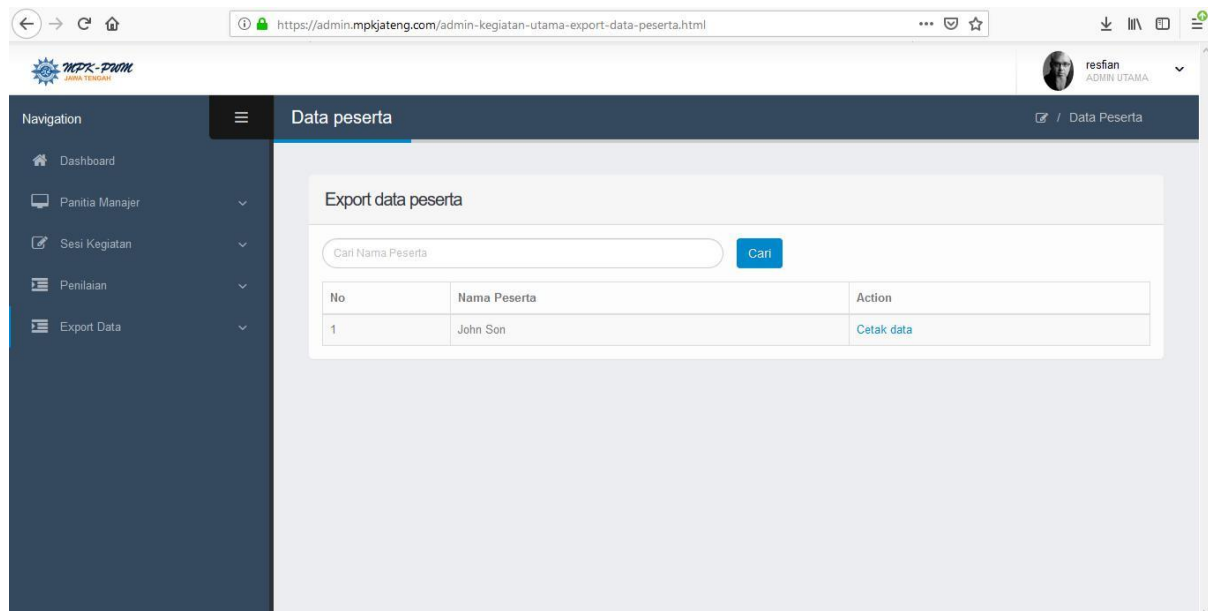 https://admin.mpkjateng.com/admin-kegiatan-utama-export-data-peserta.html
MPK-PWM
JAWA TENGAH
resfian
ADMIN UTAMA
Navigation
Data peserta
/ Data Peserta
Dashboard
Panitia Manajer
Sesi Kegiatan
Penilaian
Export Data
Export data peserta
Cari Nama Peserta
Cari
No Nama Peserta Action
1 John Son Cetak data